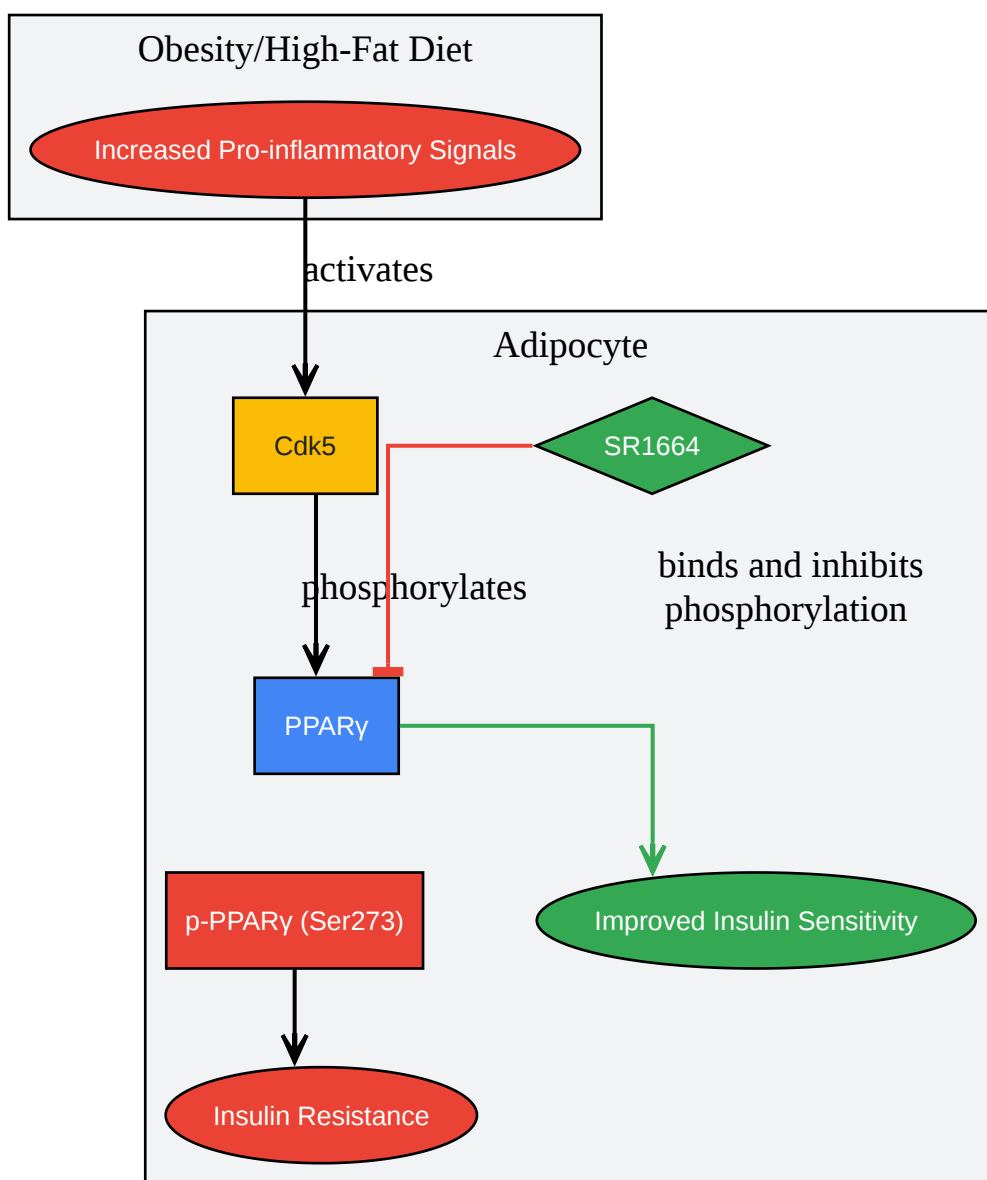 Obesity/High-Fat Diet
Increased Pro-inflammatory Signals
activates
Adipocyte
Cdk5
SR1664
phosphorylates
binds and inhibits
phosphorylation
PPARγ
p-PPARγ (Ser273)
Improved Insulin Sensitivity
Insulin Resistance